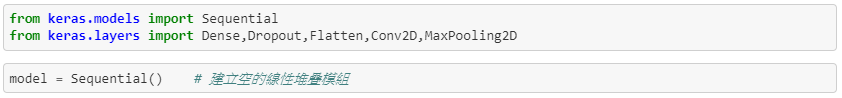 from keras.models import Sequential
from keras.layers import Dense,Dropout,Flatten,Conv2D,MaxPooling2D
model = Sequential()    # 建立空的線性堆疊模組